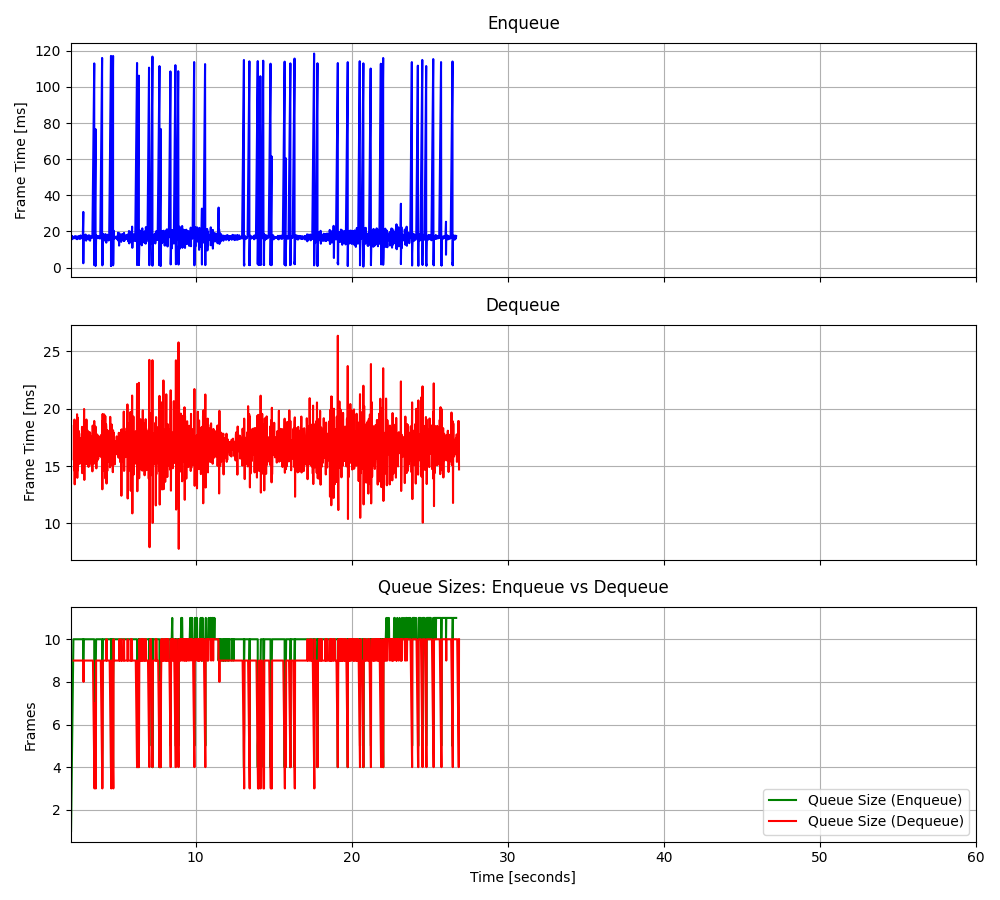 Enqueue
Frame Time [ms]
120
100
80
60
40
20
0
Dequeue
Frame Time [ms]
25
20
15
10
Queue Sizes: Enqueue vs Dequeue
Frames
10
8
6
4
2
Queue Size (Enqueue)
Queue Size (Dequeue)
10 20 30 40 50 60
Time [seconds]